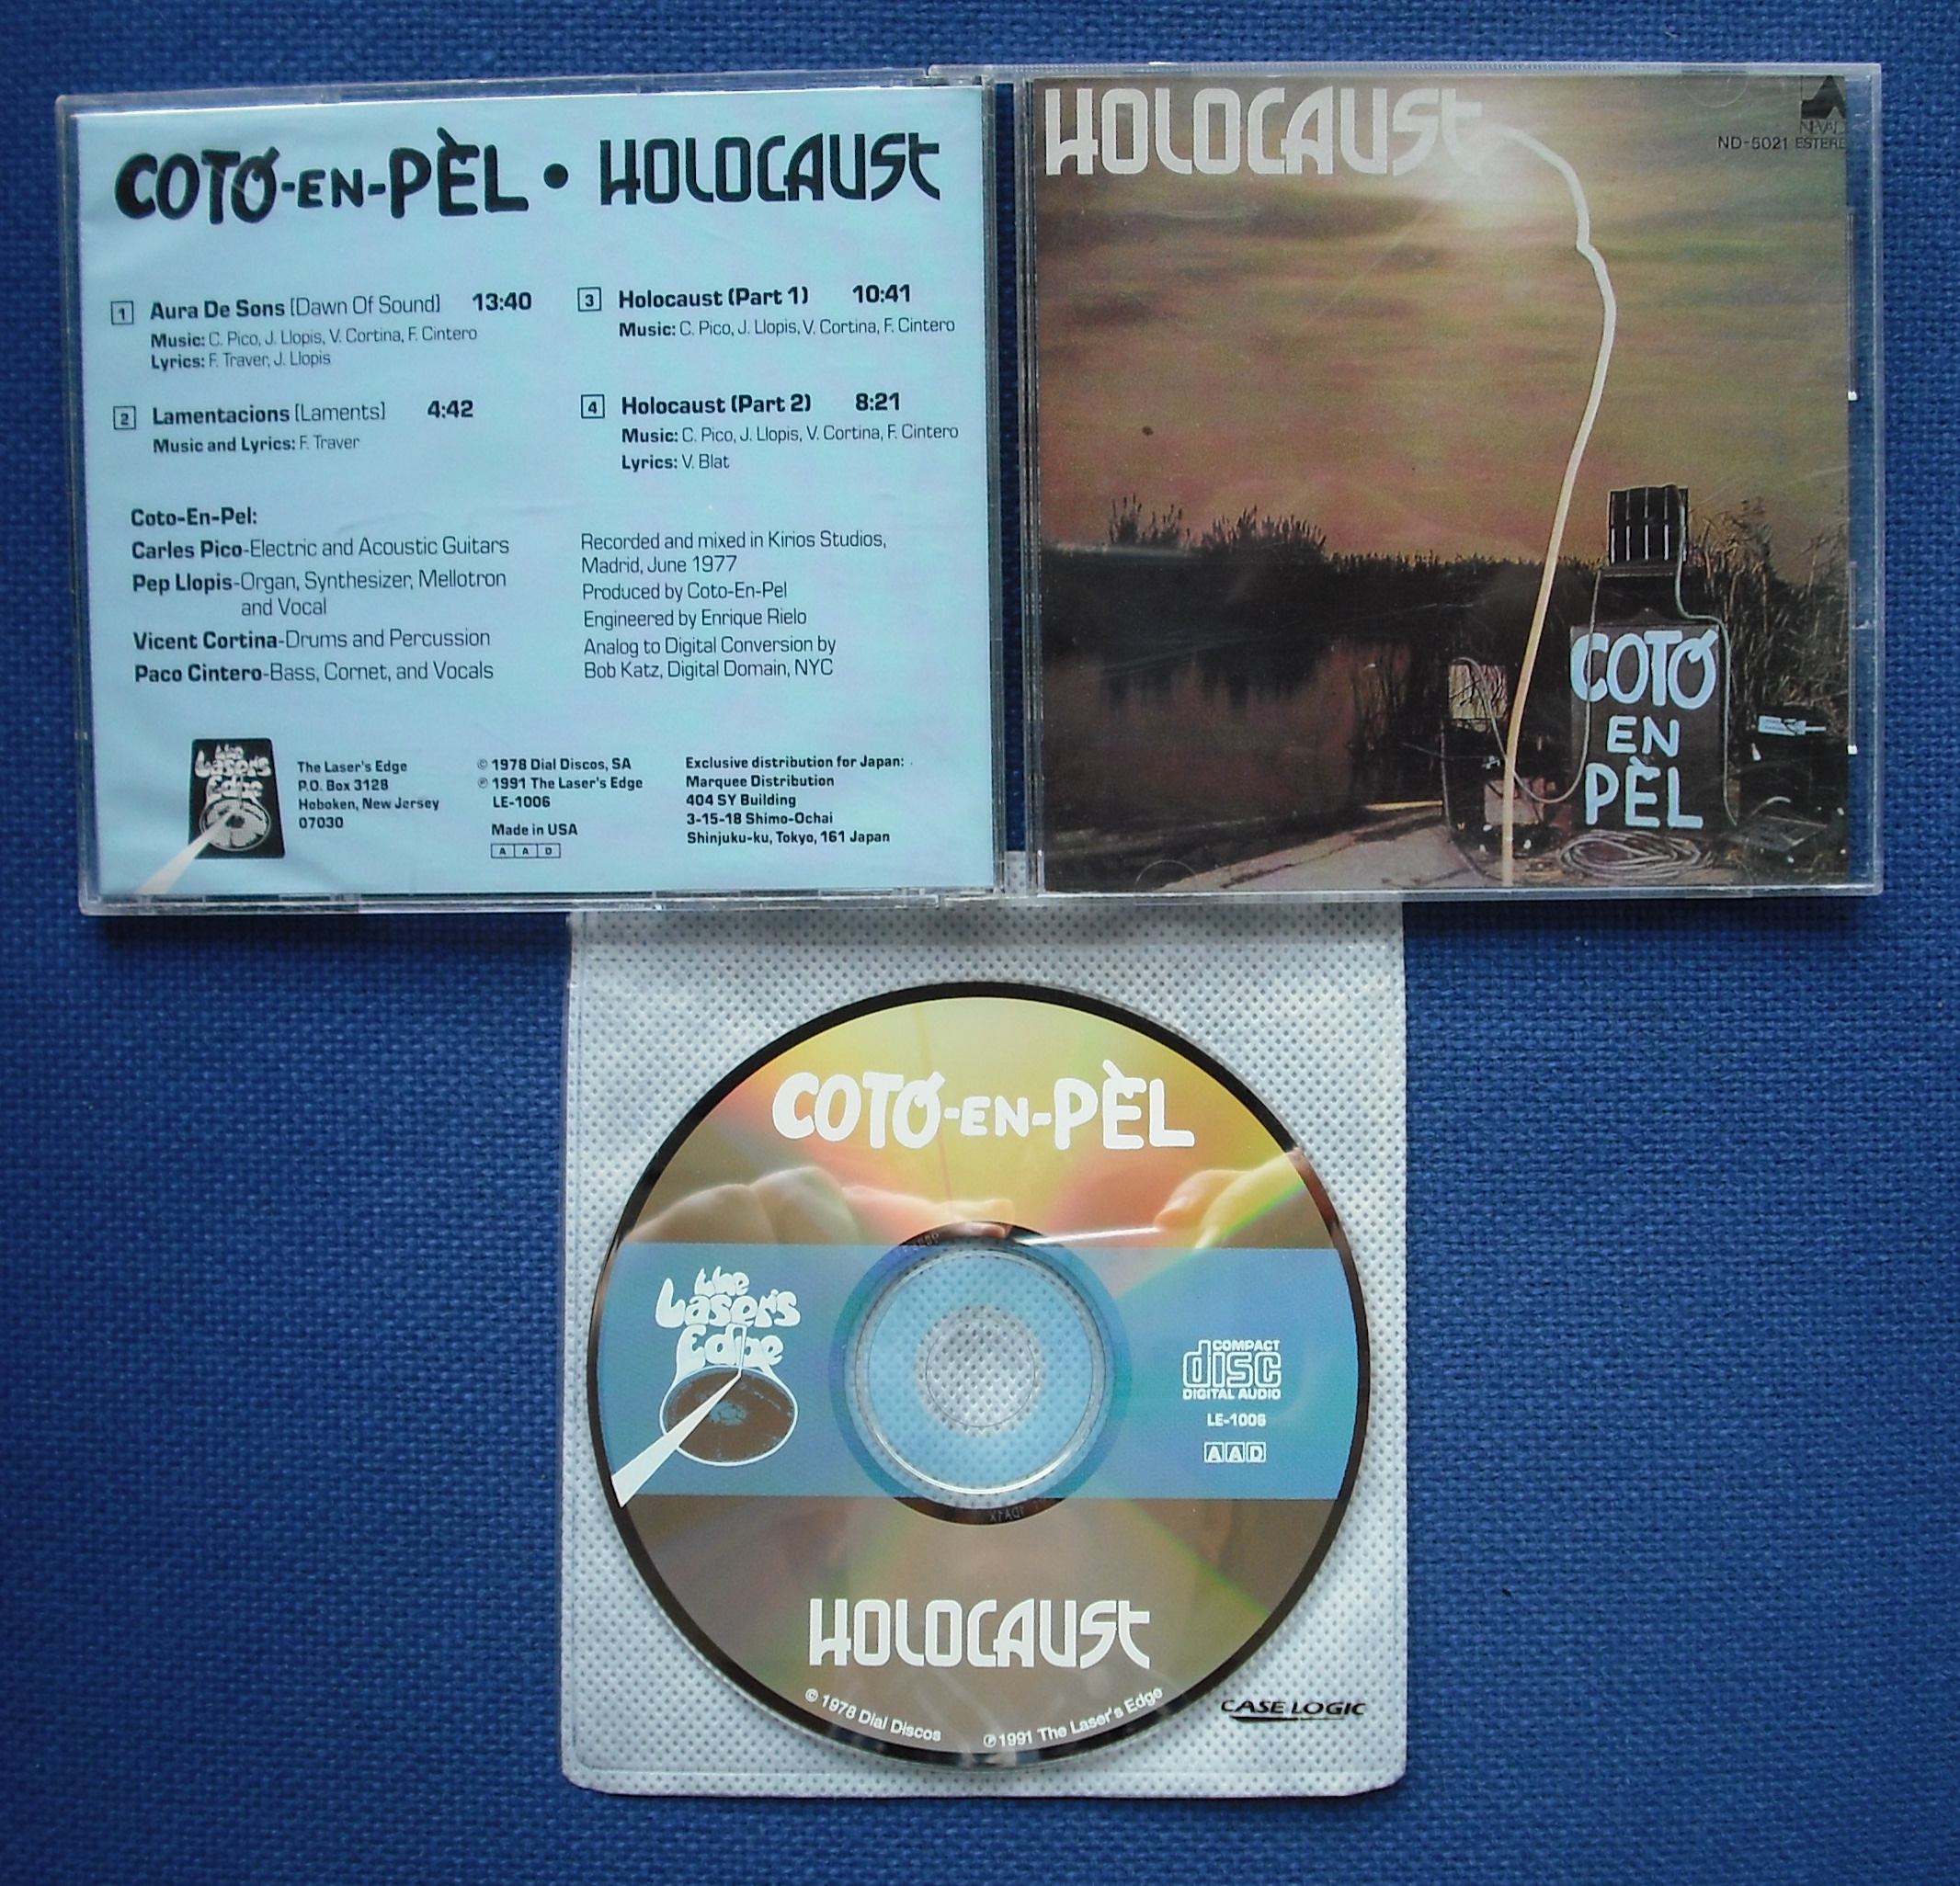 COTÓ-EN-PÈL • HOLOCAUST
1 Aura De Sons [Dawn Of Sound] 13:40
Music: C. Pico, J. Llopis, V. Cortina, F. Cintero
Lyrics: F. Traver, J. Llopis
2 Lamentacions [Laments] 4:42
Music and Lyrics: F. Traver
3 Holocaust (Part 1) 10:41
Music: C. Pico, J. Llopis, V. Cortina, F. Cintero
4 Holocaust (Part 2) 8:21
Music: C. Pico, J. Llopis, V. Cortina, F. Cintero
Lyrics: V. Blat
Coto-En-Pel:
Carles Pico-Electric and Acoustic Guitars
Pep Llopis-Organ, Synthesizer, Mellotron
and Vocal
Vicent Cortina-Drums and Percussion
Paco Cintero-Bass, Cornet, and Vocals
Recorded and mixed in Kirios Studios,
Madrid, June 1977
Produced by Coto-En-Pel
Engineered by Enrique Rielo
Analog to Digital Conversion by
Bob Katz, Digital Domain, NYC
the Laser's Edge
The Laser's Edge
P.O. Box 3128
Hoboken, New Jersey
07030
© 1978 Dial Discos, SA
℗ 1991 The Laser's Edge
LE-1006
Made in USA
A A D
Exclusive distribution for Japan:
Marquee Distribution
404 SY Building
3-15-18 Shimo-Ochai
Shinjuku-ku, Tokyo, 161 Japan
HOLOCAUST
ND-5021
COTÓ
EN
PÈL
COTÓ-EN-PÈL
the
Laser's
Edge
COMPACT
disc
DIGITAL AUDIO
LE-1006
AAD
HOLOCAUST
© 1978 Dial Discos
℗ 1991 The Laser's Edge
CASE LOGIC